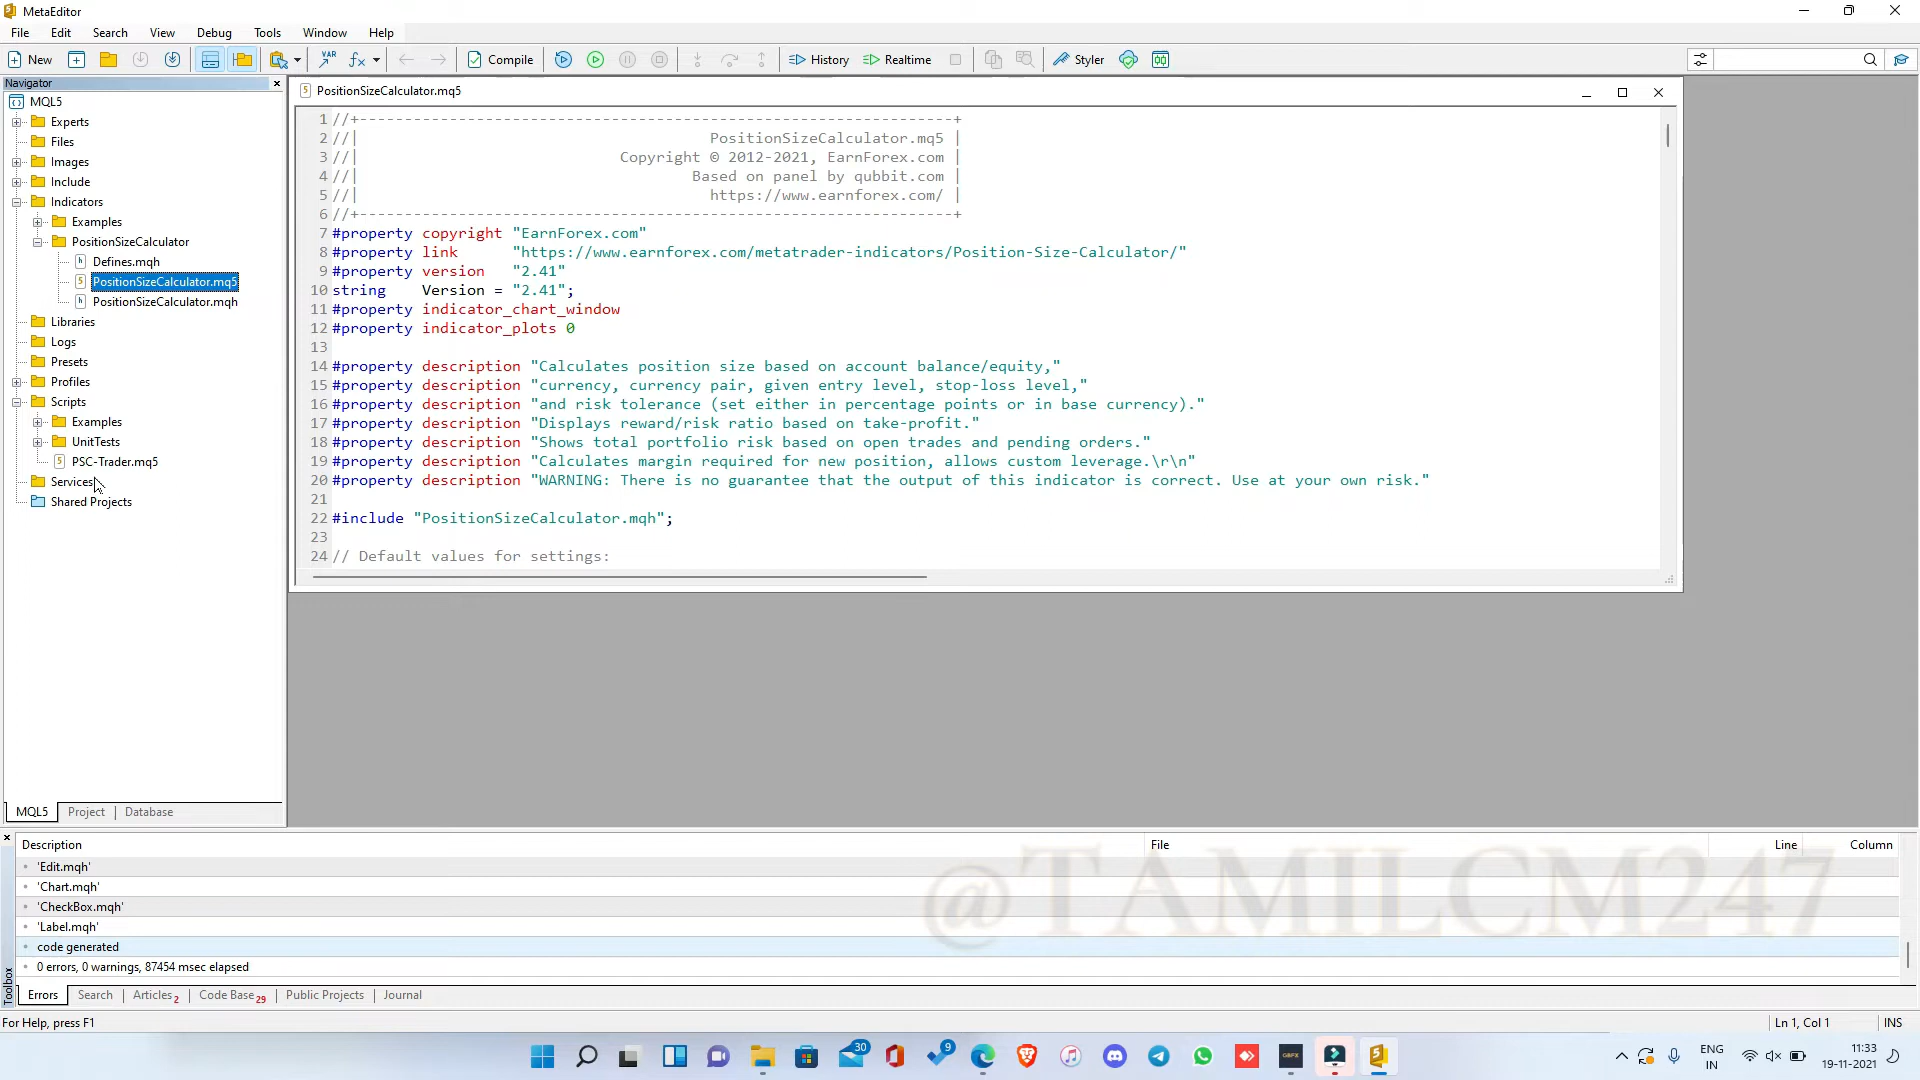 MetaEditor
File Edit Search View Debug Tools Window Help
New Compile History Realtime Styler
Navigator
MQL5
Experts
Files
Images
Include
Indicators
Examples
PositionSizeCalculator
Defines.mqh
PositionSizeCalculator.mq5
PositionSizeCalculator.mqh
Libraries
Logs
Presets
Profiles
Scripts
Examples
UnitTests
PSC-Trader.mq5
Services
Shared Projects
MQL5 Project Database
PositionSizeCalculator.mq5
1 //+------------------------------------------------------------------+
2 //| PositionSizeCalculator.mq5 |
3 //| Copyright © 2012-2021, EarnForex.com |
4 //| Based on panel by qubbit.com |
5 //| https://www.earnforex.com/ |
6 //+------------------------------------------------------------------+
7 #property copyright "EarnForex.com"
8 #property link "https://www.earnforex.com/metatrader-indicators/Position-Size-Calculator/"
9 #property version "2.41"
10 string Version = "2.41";
11 #property indicator_chart_window
12 #property indicator_plots 0
13
14 #property description "Calculates position size based on account balance/equity,"
15 #property description "currency, currency pair, given entry level, stop-loss level,"
16 #property description "and risk tolerance (set either in percentage points or in base currency)."
17 #property description "Displays reward/risk ratio based on take-profit."
18 #property description "Shows total portfolio risk based on open trades and pending orders."
19 #property description "Calculates margin required for new position, allows custom leverage.\r\n"
20 #property description "WARNING: There is no guarantee that the output of this indicator is correct. Use at your own risk."
21
22 #include "PositionSizeCalculator.mqh";
23
24 // Default values for settings:
Description File Line Column
'Edit.mqh'
'Chart.mqh'
'CheckBox.mqh'
'Label.mqh'
code generated
0 errors, 0 warnings, 87454 msec elapsed
@TAMILCM247
Toolbox
Errors Search Articles 2 Code Base 29 Public Projects Journal
For Help, press F1 Ln 1, Col 1 INS
30 9
ENG
IN
11:33
19-11-2021